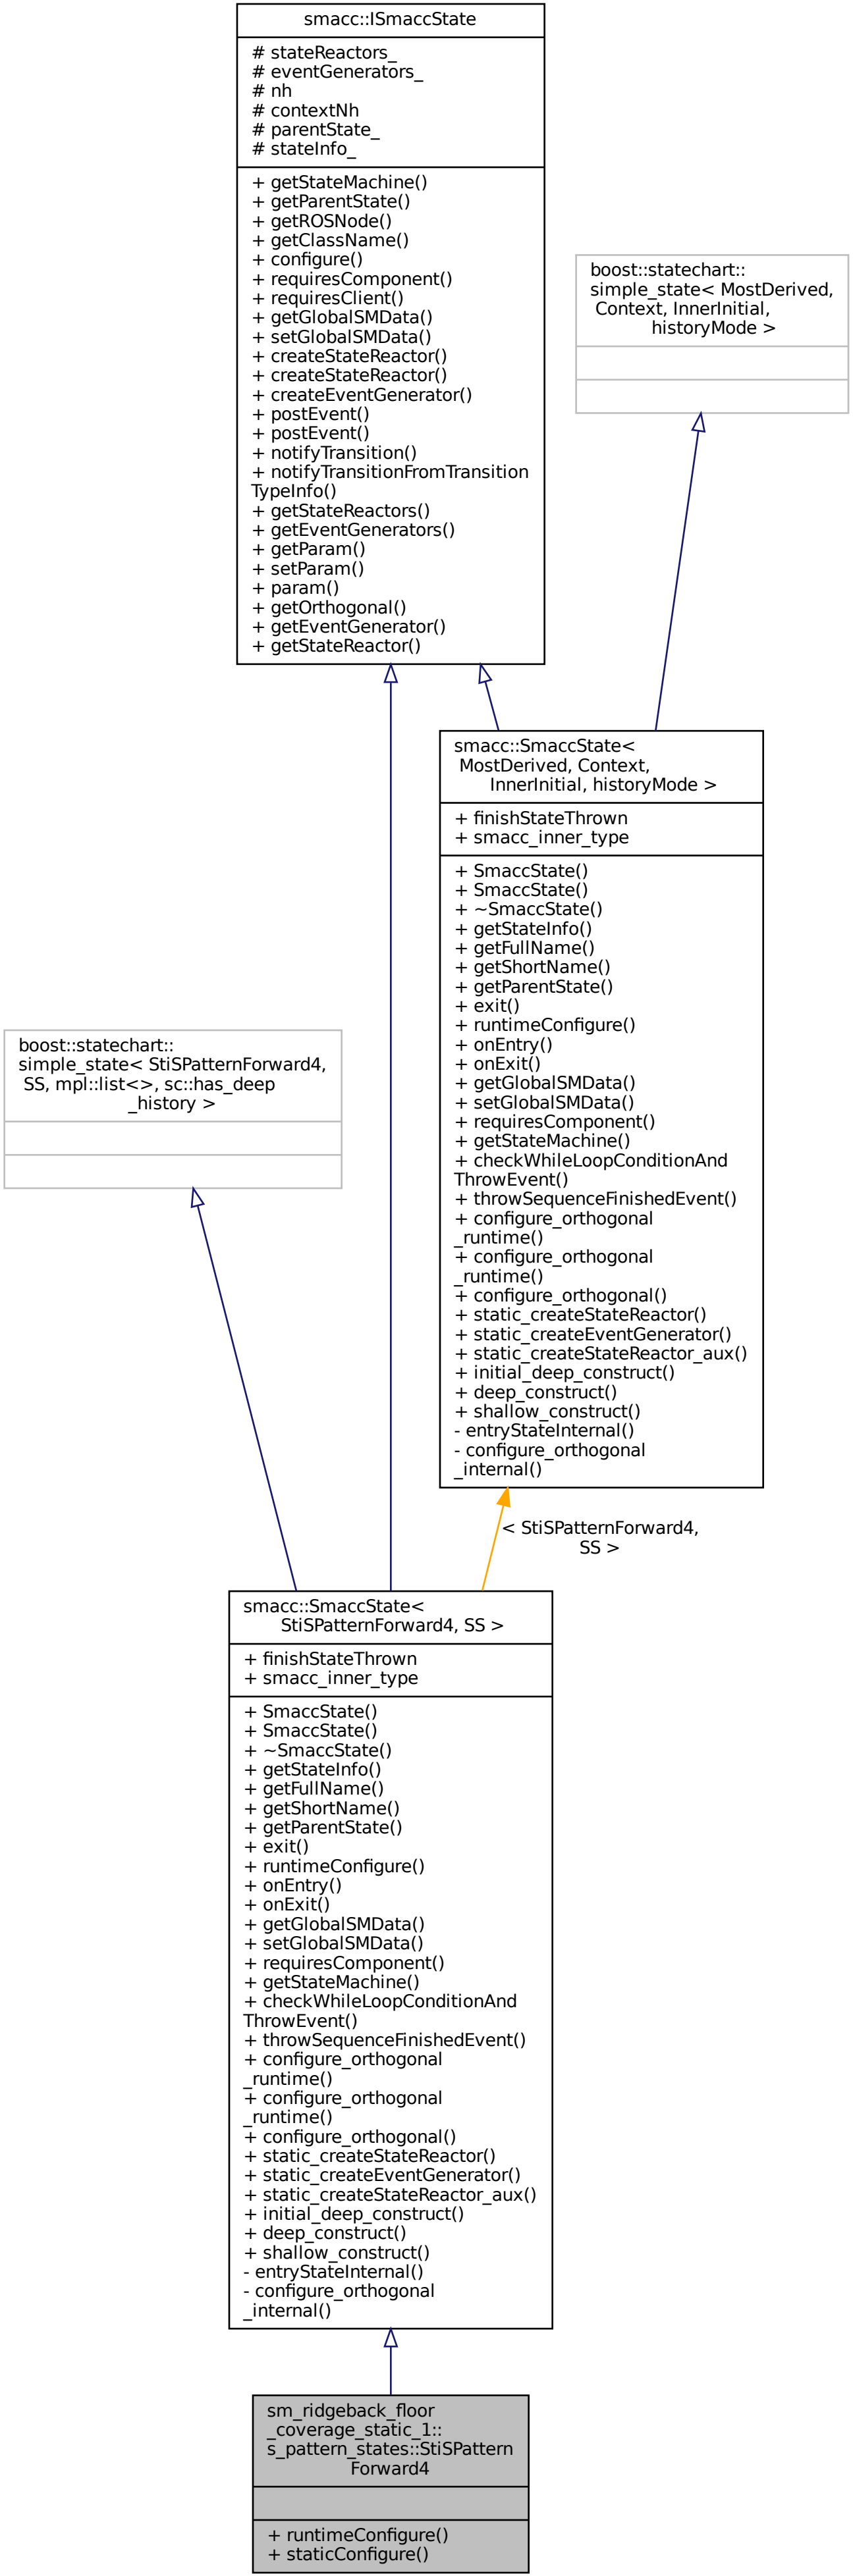 smacc::ISmaccState
# stateReactors_
# eventGenerators_
# nh
# contextNh
# parentState_
# stateInfo_
+ getStateMachine()
+ getParentState()
+ getROSNode()
+ getClassName()
+ configure()
+ requiresComponent()
+ requiresClient()
+ getGlobalSMData()
+ setGlobalSMData()
+ createStateReactor()
+ createStateReactor()
+ createEventGenerator()
+ postEvent()
+ postEvent()
+ notifyTransition()
+ notifyTransitionFromTransition
TypeInfo()
+ getStateReactors()
+ getEventGenerators()
+ getParam()
+ setParam()
+ param()
+ getOrthogonal()
+ getEventGenerator()
+ getStateReactor()
boost::statechart::
simple_state< MostDerived,
Context, InnerInitial,
historyMode >
smacc::SmaccState<
MostDerived, Context,
InnerInitial, historyMode >
+ finishStateThrown
+ smacc_inner_type
+ SmaccState()
+ SmaccState()
+ ~SmaccState()
+ getStateInfo()
+ getFullName()
+ getShortName()
+ getParentState()
+ exit()
+ runtimeConfigure()
+ onEntry()
+ onExit()
+ getGlobalSMData()
+ setGlobalSMData()
+ requiresComponent()
+ getStateMachine()
+ checkWhileLoopConditionAnd
ThrowEvent()
+ throwSequenceFinishedEvent()
+ configure_orthogonal
_runtime()
+ configure_orthogonal
_runtime()
+ configure_orthogonal()
+ static_createStateReactor()
+ static_createEventGenerator()
+ static_createStateReactor_aux()
+ initial_deep_construct()
+ deep_construct()
+ shallow_construct()
- entryStateInternal()
- configure_orthogonal
_internal()
boost::statechart::
simple_state< StiSPatternForward4,
SS, mpl::list<>, sc::has_deep
_history >
< StiSPatternForward4,
SS >
smacc::SmaccState<
StiSPatternForward4, SS >
+ finishStateThrown
+ smacc_inner_type
+ SmaccState()
+ SmaccState()
+ ~SmaccState()
+ getStateInfo()
+ getFullName()
+ getShortName()
+ getParentState()
+ exit()
+ runtimeConfigure()
+ onEntry()
+ onExit()
+ getGlobalSMData()
+ setGlobalSMData()
+ requiresComponent()
+ getStateMachine()
+ checkWhileLoopConditionAnd
ThrowEvent()
+ throwSequenceFinishedEvent()
+ configure_orthogonal
_runtime()
+ configure_orthogonal
_runtime()
+ configure_orthogonal()
+ static_createStateReactor()
+ static_createEventGenerator()
+ static_createStateReactor_aux()
+ initial_deep_construct()
+ deep_construct()
+ shallow_construct()
- entryStateInternal()
- configure_orthogonal
_internal()
sm_ridgeback_floor
_coverage_static_1::
s_pattern_states::StiSPattern
Forward4
+ runtimeConfigure()
+ staticConfigure()